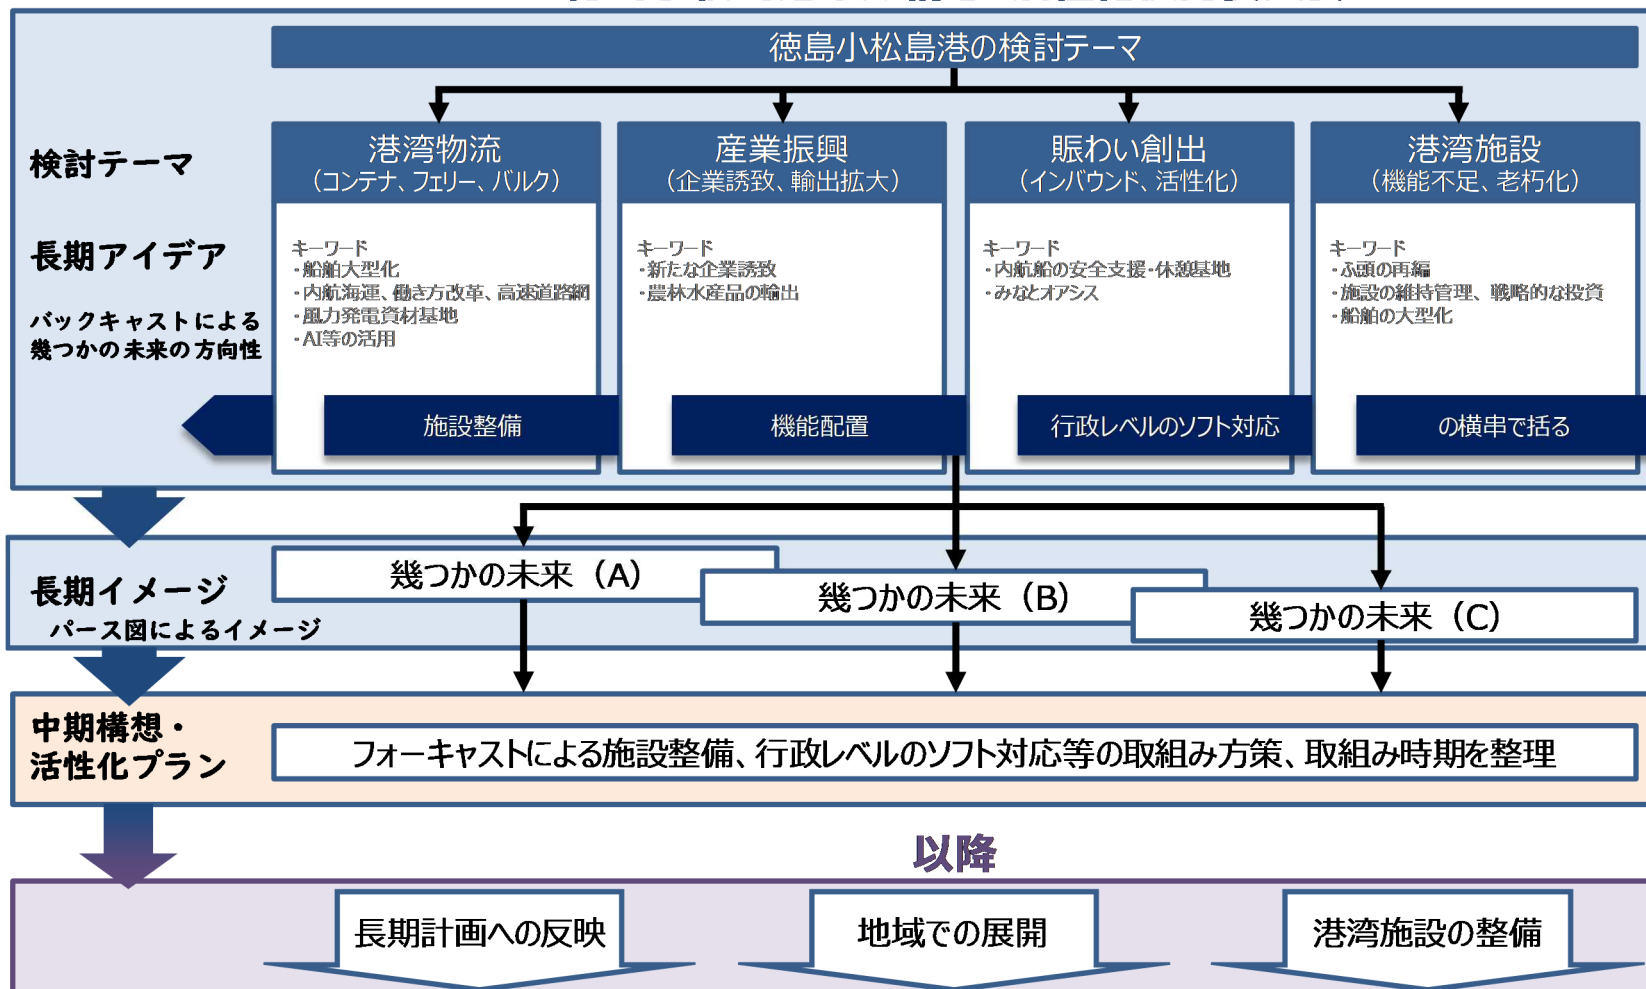 徳島小松島港の検討テーマ
検討テーマ
港湾物流
(コンテナ、フェリー、バルク)
産業振興
(企業誘致、輸出拡大)
賑わい創出
(インバウンド、活性化)
港湾施設
(機能不足、老朽化)
長期アイデア
バックキャストによる
幾つかの未来の方向性
キーワード
・船舶大型化
・内航海運、働き方改革、高速道路網
・風力発電資材基地
・AI等の活用
キーワード
・新たな企業誘致
・農林水産品の輸出
キーワード
・内航船の安全支援・休憩基地
・みなとオアシス
キーワード
・ふ頭の再編
・施設の維持管理、戦略的な投資
・船舶の大型化
施設整備
機能配置
行政レベルのソフト対応
の横串で括る
長期イメージ
パース図によるイメージ
幾つかの未来（A）
幾つかの未来（B）
幾つかの未来（C）
中期構想・
活性化プラン
フォーキャストによる施設整備、行政レベルのソフト対応等の取組み方策、取組み時期を整理
以降
長期計画への反映
地域での展開
港湾施設の整備